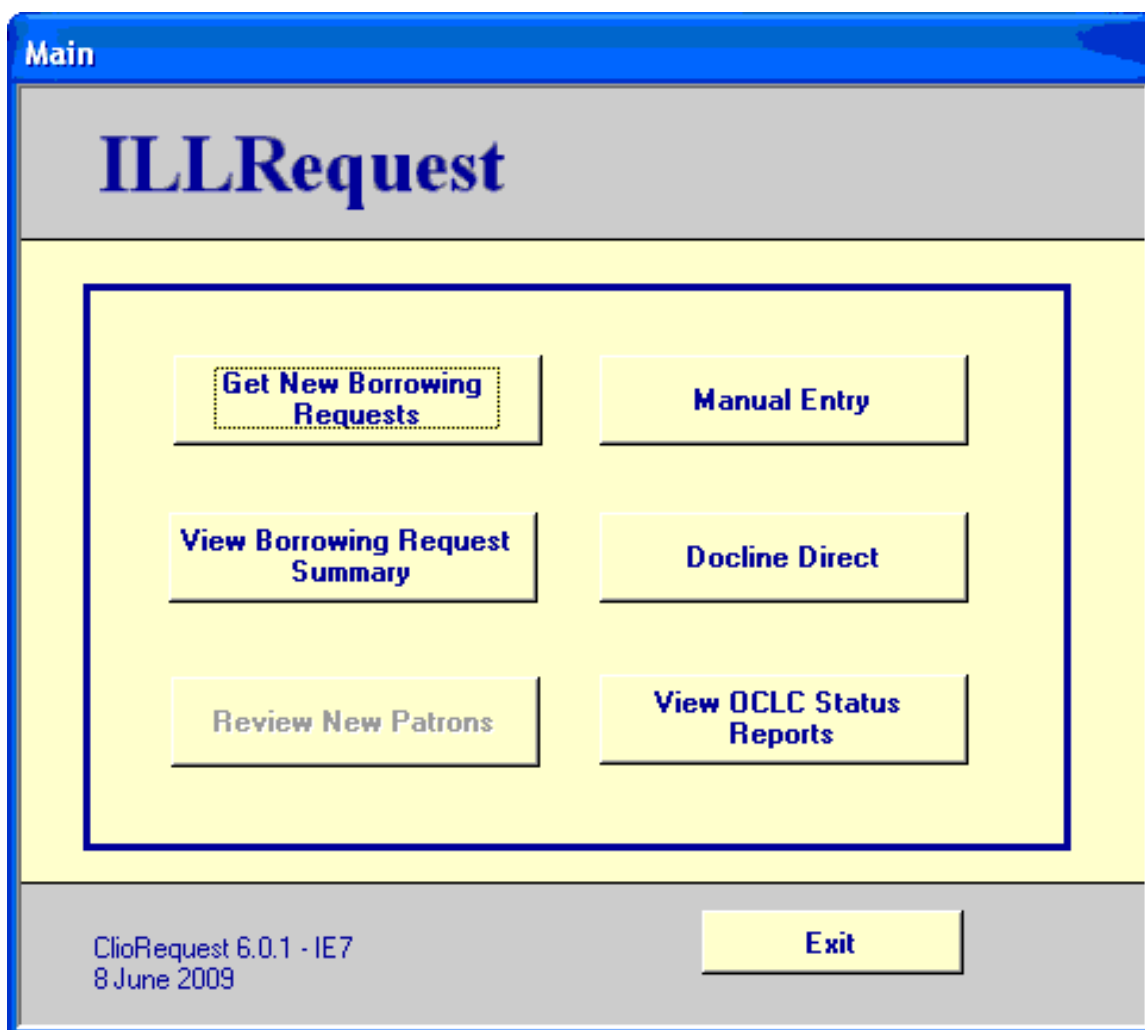 Main
ILLRequest
Get New Borrowing
Requests
Manual Entry
View Borrowing Request
Summary
Docline Direct
Review New Patrons
View OCLC Status
Reports
ClioRequest 6.0.1 - IE7
8 June 2009
Exit